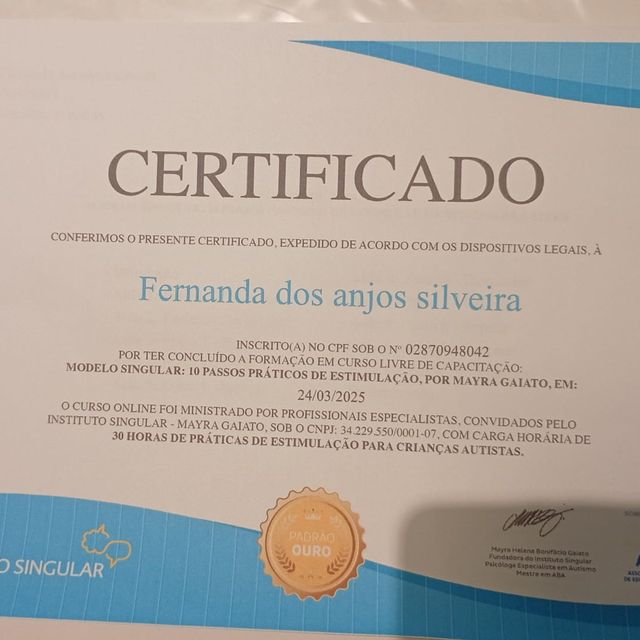 CERTIFICADO
CONFERIMOS O PRESENTE CERTIFICADO, EXPEDIDO DE ACORDO COM OS DISPOSITIVOS LEGAIS, À
Fernanda dos anjos silveira
INSCRITO(A) NO CPF SOB O Nº 02870948042
POR TER CONCLUÍDO A FORMAÇÃO EM CURSO LIVRE DE CAPACITAÇÃO:
MODELO SINGULAR: 10 PASSOS PRÁTICOS DE ESTIMULAÇÃO, POR MAYRA GAIATO, EM:
24/03/2025
O CURSO ONLINE FOI MINISTRADO POR PROFISSIONAIS ESPECIALISTAS, CONVIDADOS PELO
INSTITUTO SINGULAR - MAYRA GAIATO, SOB O CNPJ: 34.229.550/0001-07, COM CARGA HORÁRIA DE
30 HORAS DE PRÁTICAS DE ESTIMULAÇÃO PARA CRIANÇAS AUTISTAS.
O SINGULAR
PADRÃO
OURO
Mayra Helena Bonifácio Gaiato
Fundadora do Instituto Singular
Psicóloga Especialista em Autismo
Mestre em ABA